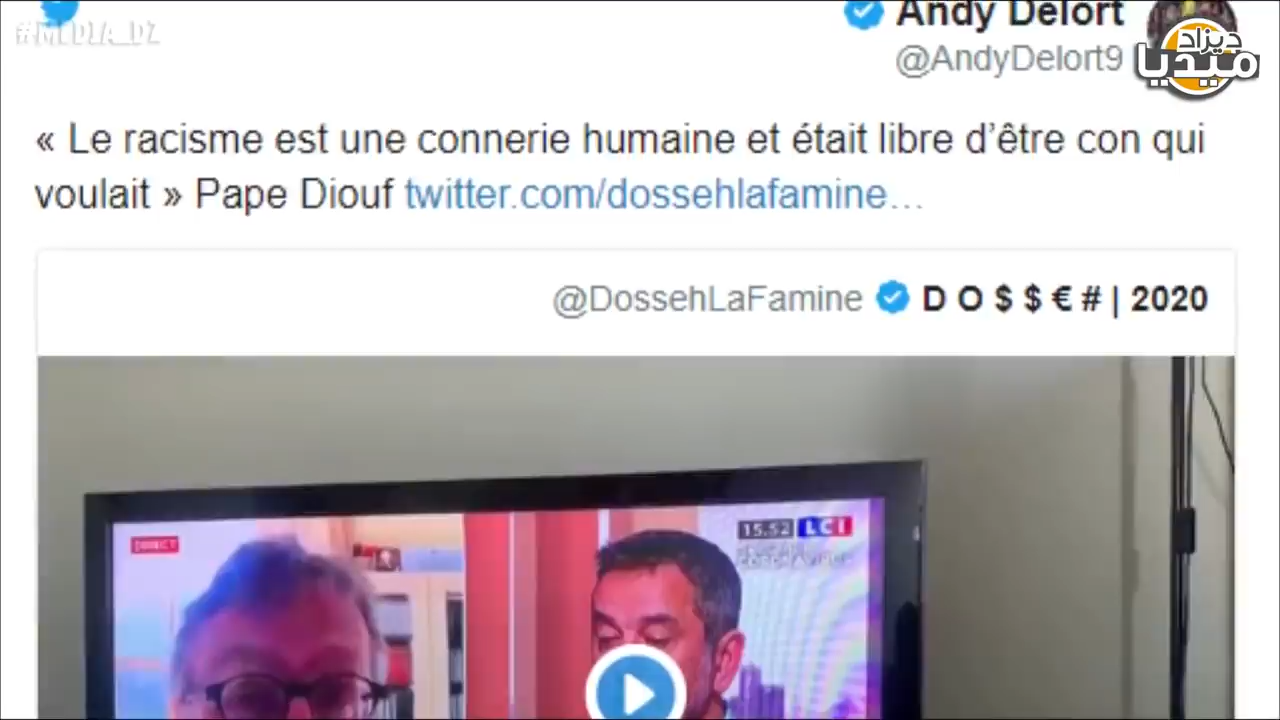 #MEDIA_DZ
Andy Delort
@AndyDelort9
ديزاد
ميديا
« Le racisme est une connerie humaine et était libre d’être con qui
voulait » Pape Diouf twitter.com/dossehlafamine…
@DossehLaFamine D O $ $ € # | 2020
DIRECT
15:52 LCI